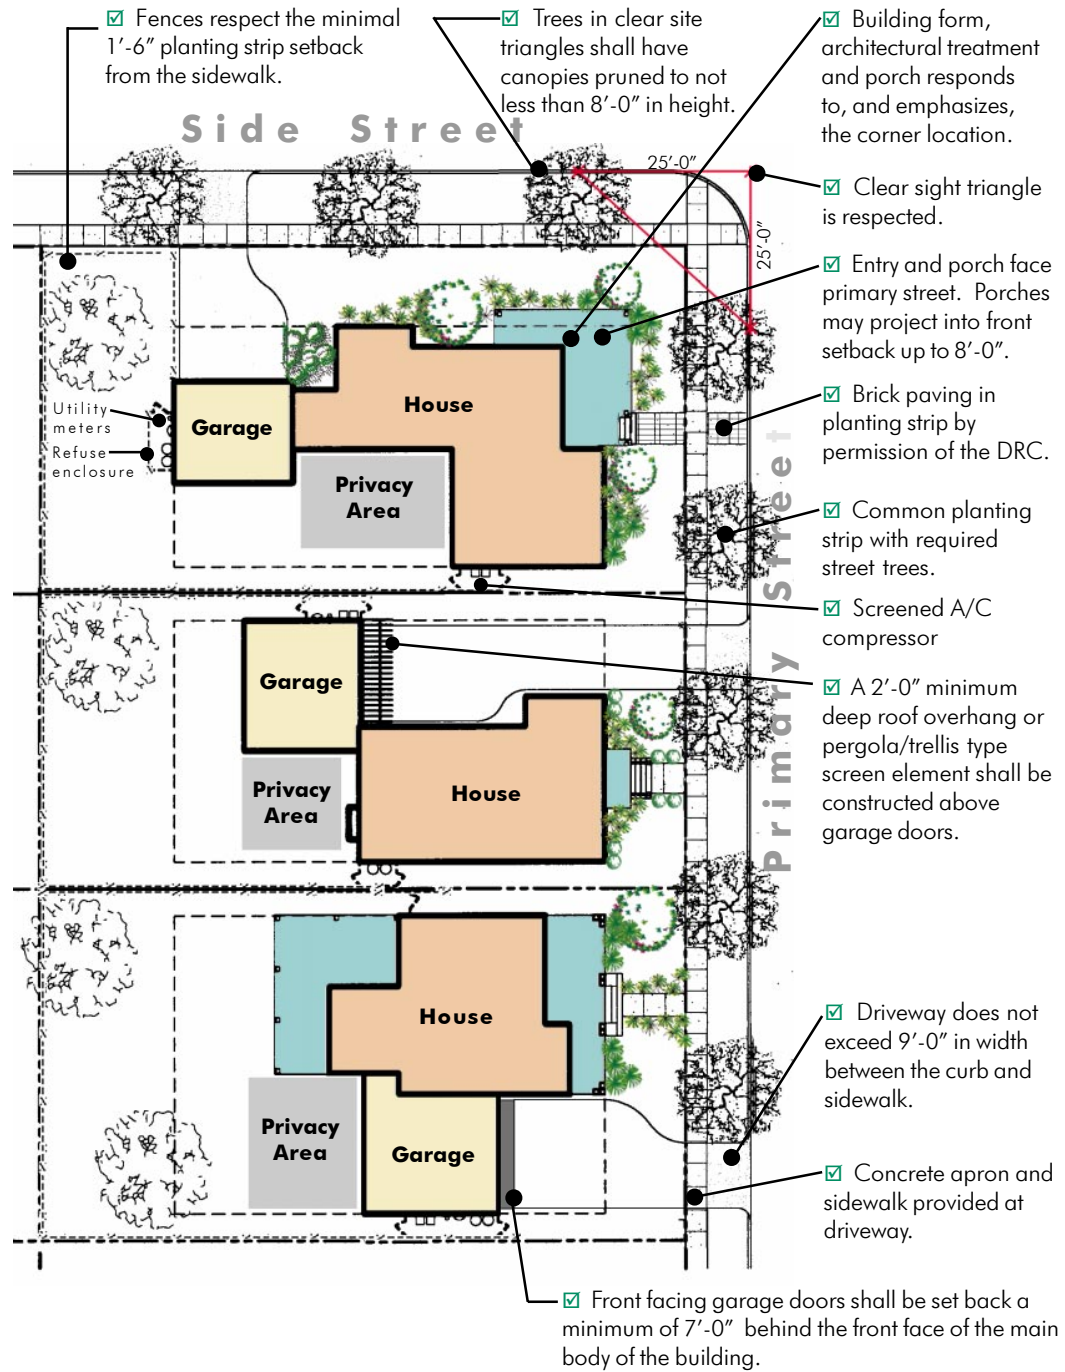 ☑ Fences respect the minimal
1'-6" planting strip setback
from the sidewalk.
☑ Trees in clear site
triangles shall have
canopies pruned to not
less than 8'-0" in height.
☑ Building form,
architectural treatment
and porch responds
to, and emphasizes,
the corner location.
Side Street
25'-0"
25'-0"
☑ Clear sight triangle
is respected.
☑ Entry and porch face
primary street. Porches
may project into front
setback up to 8'-0".
☑ Brick paving in
planting strip by
permission of the DRC.
☑ Common planting
strip with required
street trees.
☑ Screened A/C
compressor
☑ A 2'-0" minimum
deep roof overhang or
pergola/trellis type
screen element shall be
constructed above
garage doors.
☑ Driveway does not
exceed 9'-0" in width
between the curb and
sidewalk.
☑ Concrete apron and
sidewalk provided at
driveway.
☑ Front facing garage doors shall be set back a
minimum of 7'-0" behind the front face of the main
body of the building.
Primary Street
Utility
meters
Refuse
enclosure
Garage
House
Privacy
Area
Garage
House
Privacy
Area
House
Privacy
Area
Garage